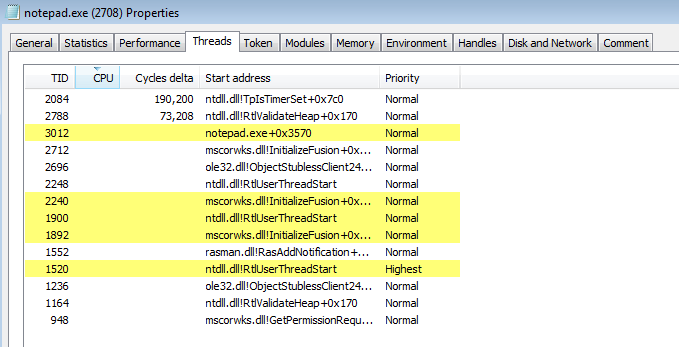 notepad.exe (2708) Properties
General Statistics Performance Threads Token Modules Memory Environment Handles Disk and Network Comment
TID CPU Cycles delta Start address Priority
2084 190,200 ntdll.dll!TpIsTimerSet+0x7c0 Normal
2788 73,208 ntdll.dll!RtlValidateHeap+0x170 Normal
3012 notepad.exe+0x3570 Normal
2712 mscorwks.dll!InitializeFusion+0x... Normal
2696 ole32.dll!ObjectStublessClient24... Normal
2248 ntdll.dll!RtlUserThreadStart Normal
2240 mscorwks.dll!InitializeFusion+0x... Normal
1900 ntdll.dll!RtlUserThreadStart Normal
1892 mscorwks.dll!InitializeFusion+0x... Normal
1552 rasman.dll!RasAddNotification+... Normal
1520 ntdll.dll!RtlUserThreadStart Highest
1236 ole32.dll!ObjectStublessClient24... Normal
1164 ntdll.dll!RtlValidateHeap+0x170 Normal
948 mscorwks.dll!GetPermissionRequ... Normal